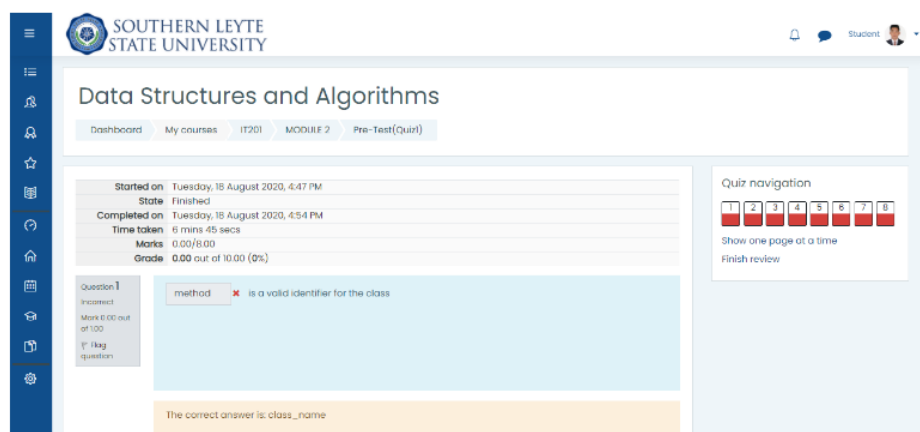 SOUTHERN LEYTE
STATE UNIVERSITY
Student
Data Structures and Algorithms
Dashboard My courses IT201 MODULE 2 Pre-Test(Quiz1)
Started on Tuesday, 18 August 2020, 4:47 PM
State Finished
Completed on Tuesday, 18 August 2020, 4:54 PM
Time taken 6 mins 45 secs
Marks 0.00/8.00
Grade 0.00 out of 10.00 (0%)
Question 1
Incorrect
Mark 0.00 out
of 1.00
Flag
question
method is a valid identifier for the class
The correct answer is: class_name
Quiz navigation
1 2 3 4 5 6 7 8
Show one page at a time
Finish review